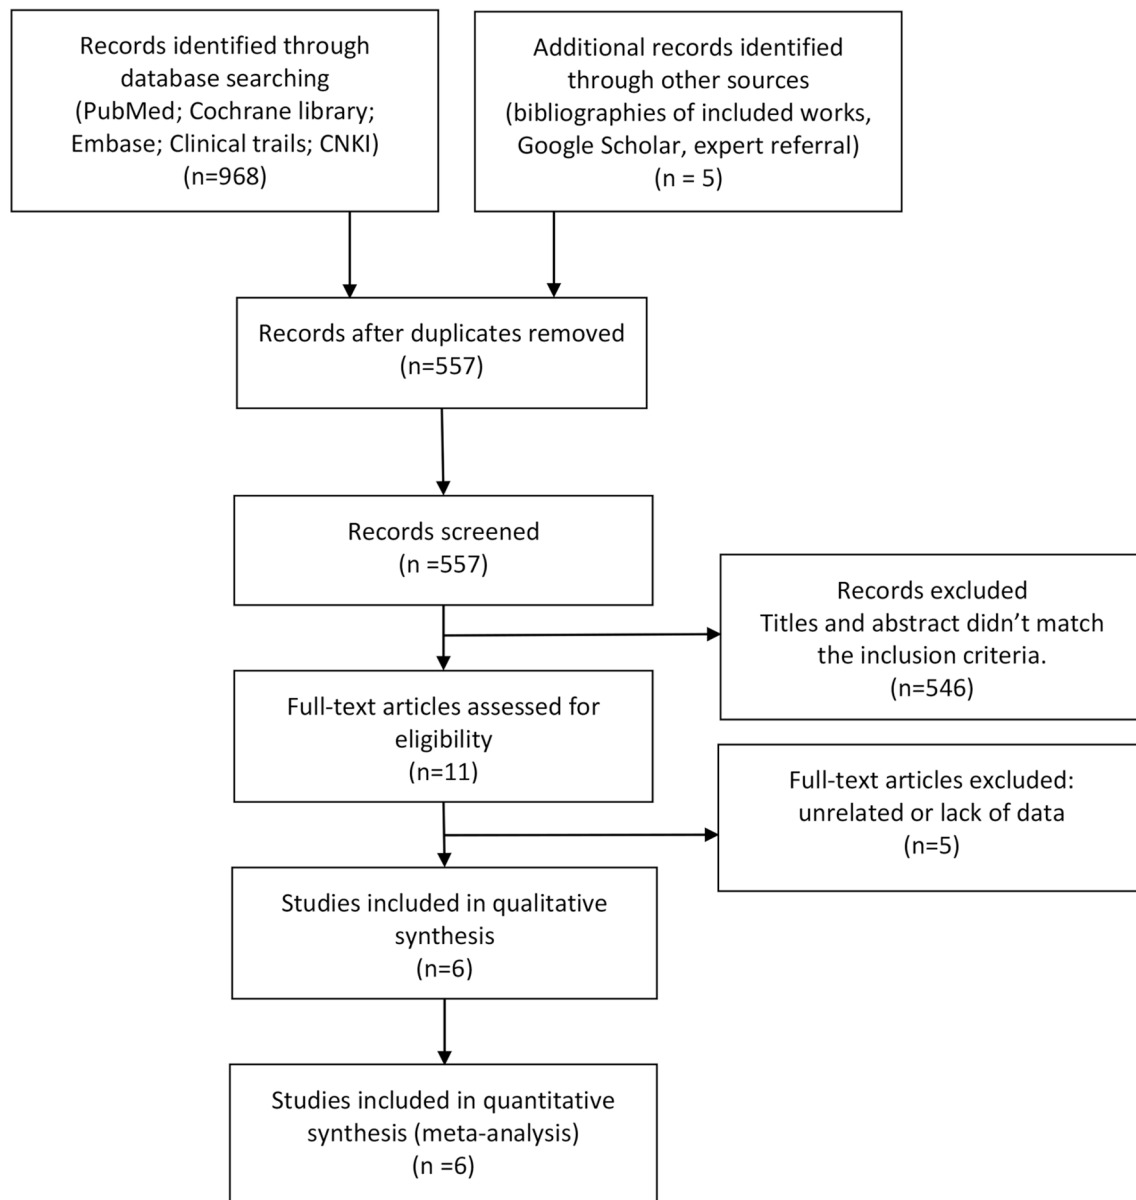 Records identified through
database searching
(PubMed; Cochrane library;
Embase; Clinical trails; CNKI)
(n=968)
Additional records identified
through other sources
(bibliographies of included works,
Google Scholar, expert referral)
(n = 5)
Records after duplicates removed
(n=557)
Records screened
(n =557)
Records excluded
Titles and abstract didn’t match
the inclusion criteria.
(n=546)
Full-text articles assessed for
eligibility
(n=11)
Full-text articles excluded:
unrelated or lack of data
(n=5)
Studies included in qualitative
synthesis
(n=6)
Studies included in quantitative
synthesis (meta-analysis)
(n =6)